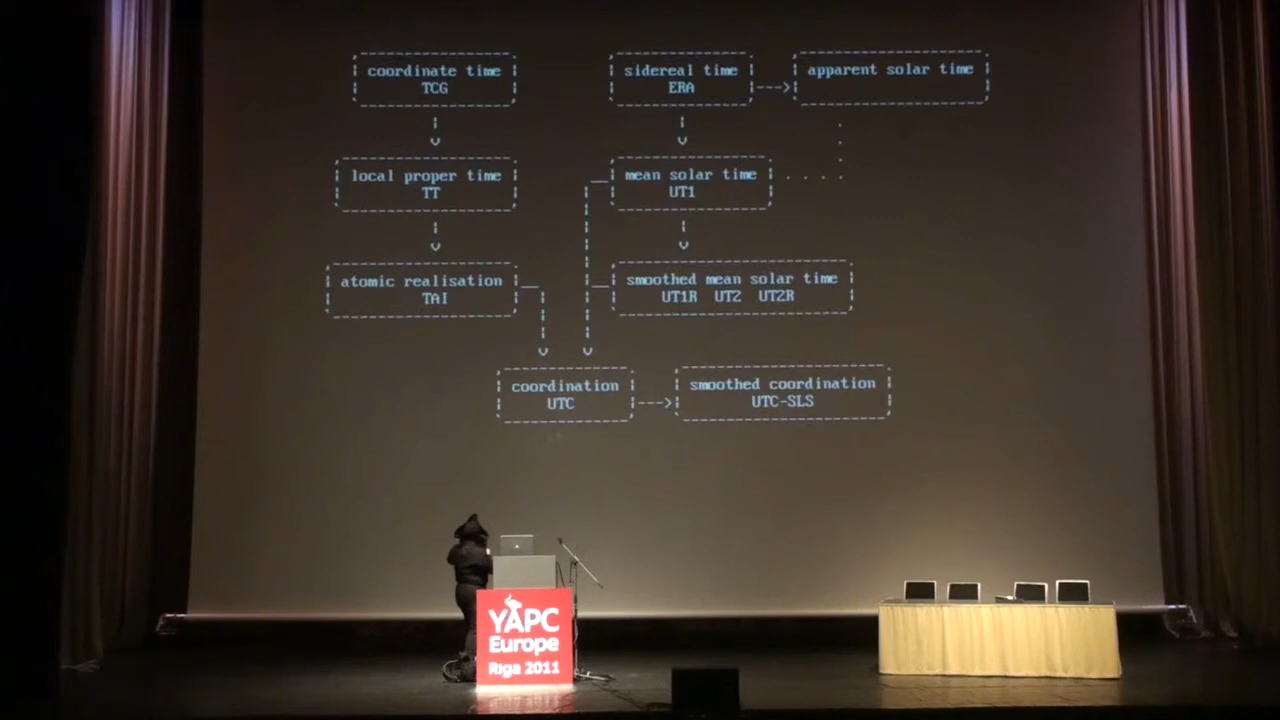 coordinate time
TCG
sidereal time
ERA
apparent solar time
local proper time
TT
mean solar time
UT1
atomic realisation
TAI
smoothed mean solar time
UT1R UT2 UT2R
coordination
UTC
smoothed coordination
UTC-SLS
YAPC
Europe
Riga 2011